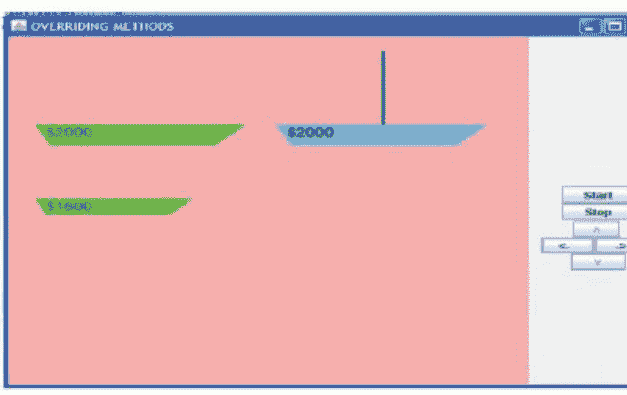 OVERRIDING METHODS
$2000
$2000
$1600
Start
Stop
^
<
>
v